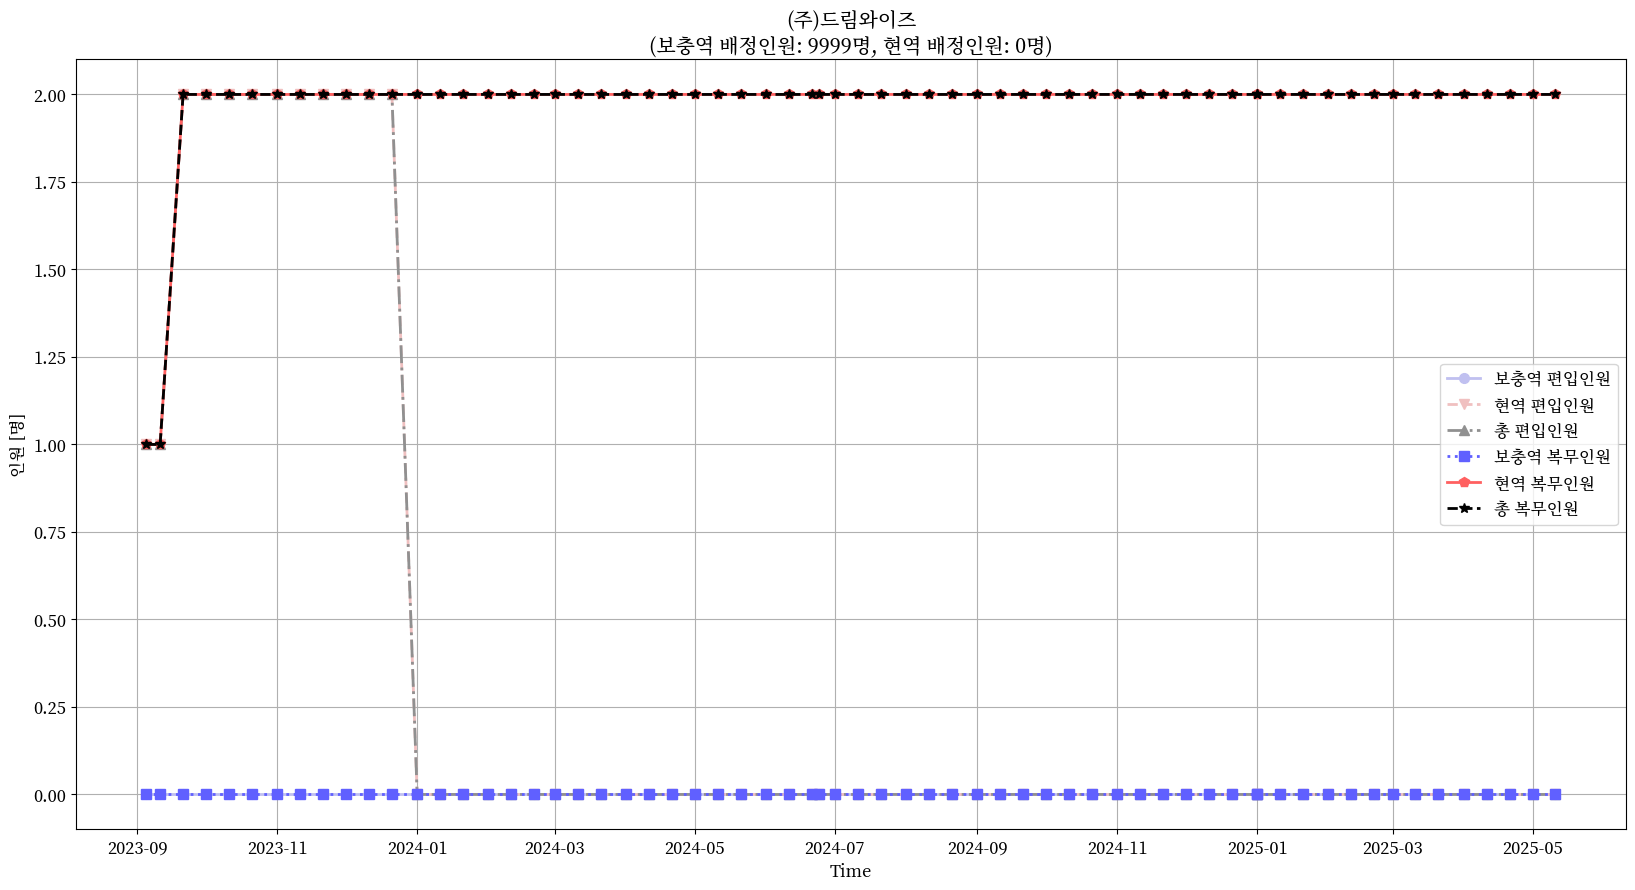 (주)드림와이즈
(보충역 배정인원: 9999명, 현역 배정인원: 0명)
인원 [명]
2.00
1.75
1.50
1.25
1.00
0.75
0.50
0.25
0.00
보충역 편입인원
현역 편입인원
총 편입인원
보충역 복무인원
현역 복무인원
총 복무인원
2023-09 2023-11 2024-01 2024-03 2024-05 2024-07 2024-09 2024-11 2025-01 2025-03 2025-05
Time